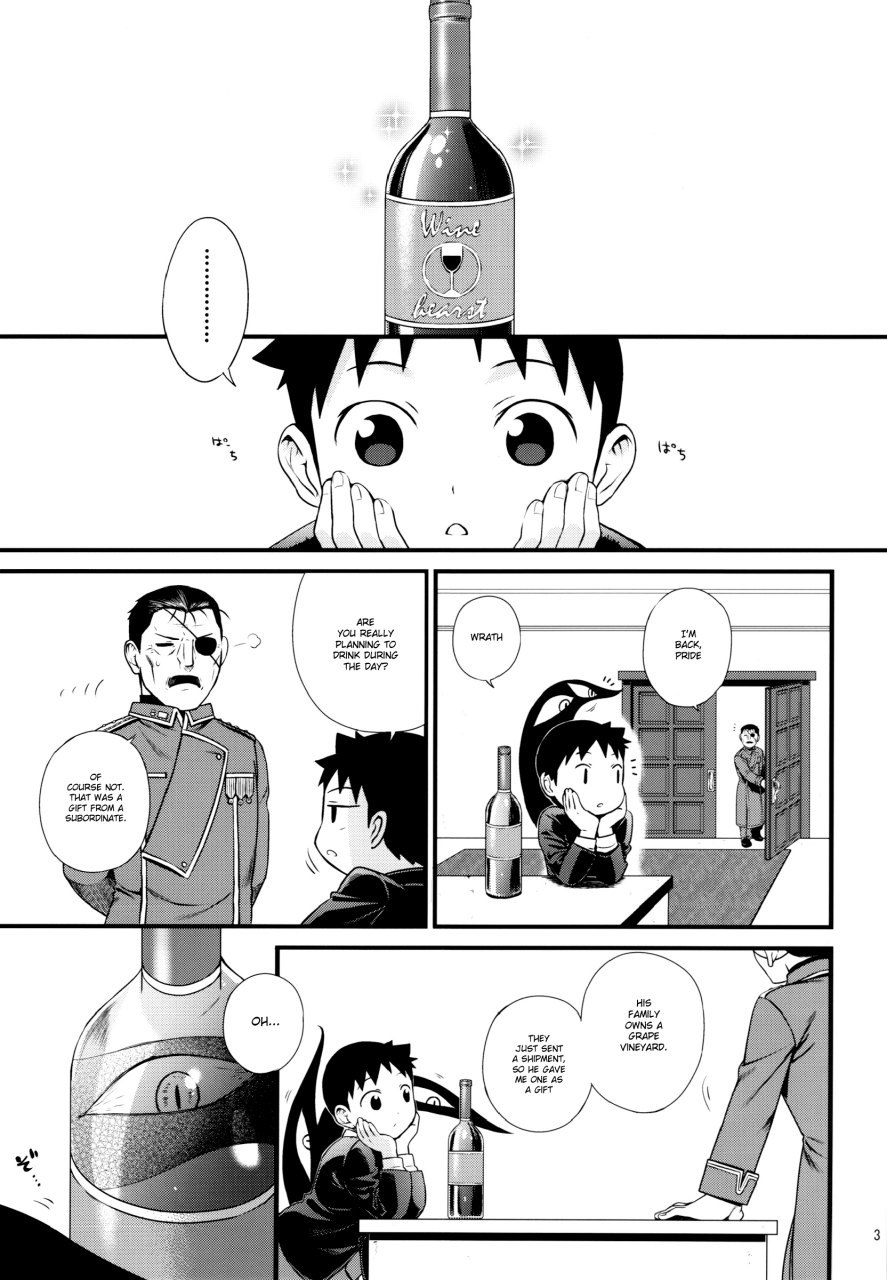 Wine
hearst
..........
ぱっち
ぱち
I'M
BACK,
PRIDE
WRATH
ARE
YOU REALLY
PLANNING TO
DRINK DURING
THE DAY?
OF
COURSE NOT.
THAT WAS A
GIFT FROM A
SUBORDINATE.
HIS
FAMILY
OWNS A
GRAPE
VINEYARD.
THEY
JUST SENT
A SHIPMENT,
SO HE GAVE
ME ONE AS
A GIFT
OH...
ぞ...
3